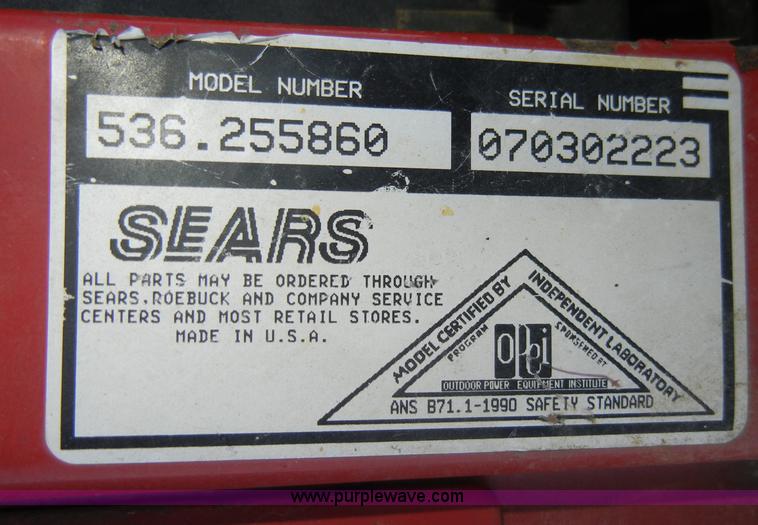 MODEL NUMBER
536.255860
SERIAL NUMBER
070302223
SEARS
ALL PARTS MAY BE ORDERED THROUGH
SEARS,ROEBUCK AND COMPANY SERVICE
CENTERS AND MOST RETAIL STORES.
MADE IN U.S.A.
MODEL CERTIFIED BY
INDEPENDENT LABORATORY
PROGRAM
SPONSERED BY
opei
OUTDOOR POWER EQUIPMENT INSTITUTE
ANS B71.1-1990 SAFETY STANDARD
www.purplewave.com